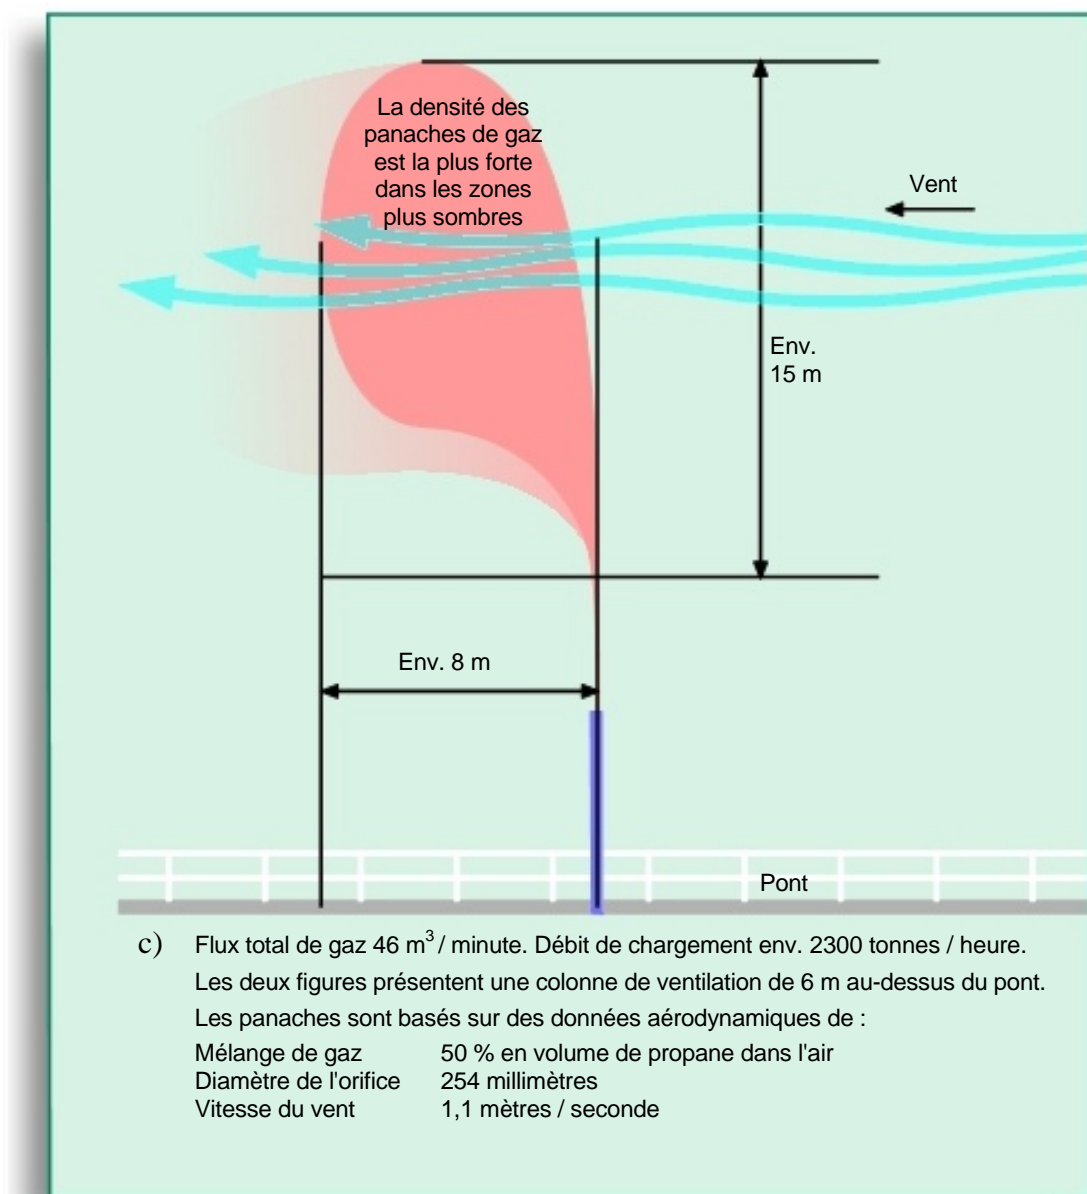 La densité des
panaches de gaz
est la plus forte
dans les zones
plus sombres
Vent
Env.
15 m
Env. 8 m
Pont
c) Flux total de gaz 46 m³ / minute. Débit de chargement env. 2300 tonnes / heure.
Les deux figures présentent une colonne de ventilation de 6 m au-dessus du pont.
Les panaches sont basés sur des données aérodynamiques de :
Mélange de gaz 50 % en volume de propane dans l'air
Diamètre de l'orifice 254 millimètres
Vitesse du vent 1,1 mètres / seconde